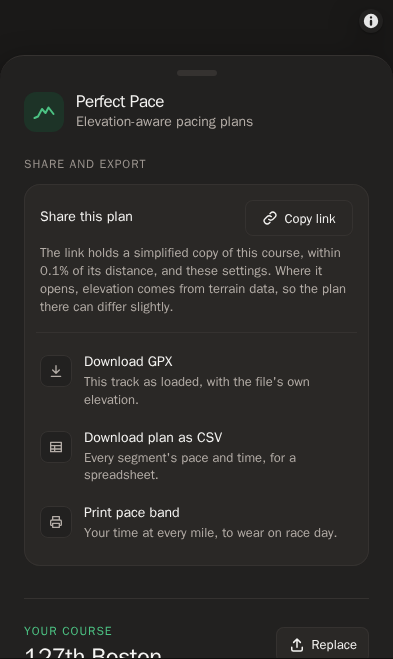 Perfect Pace
Elevation-aware pacing plans
SHARE AND EXPORT
Share this plan
Copy link
The link holds a simplified copy of this course, within
0.1% of its distance, and these settings. Where it
opens, elevation comes from terrain data, so the plan
there can differ slightly.
Download GPX
This track as loaded, with the file's own
elevation.
Download plan as CSV
Every segment's pace and time, for a
spreadsheet.
Print pace band
Your time at every mile, to wear on race day.
YOUR COURSE
127th Boston
Replace